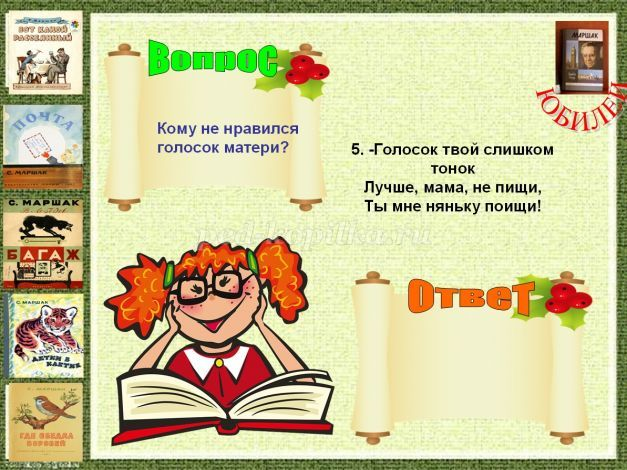 ВОТ КАКОЙ
РАССЕЯННЫЙ
ПОЧТА
С. МАРШАК
С. МАРШАК
БАГАЖ
С. МАРШАК
ДЕТКИ В
КЛЕТКЕ
С. МАРШАК
ГДЕ ОБЕДАЛ
ВОРОБЕЙ
Вопрос
Кому не нравился
голосок матери?
МАРШАК
ЮБИЛЕЙ
5. -Голосок твой слишком
тонок
Лучше, мама, не пищи,
Ты мне няньку поищи!
ped-kopilka.ru
Ответ